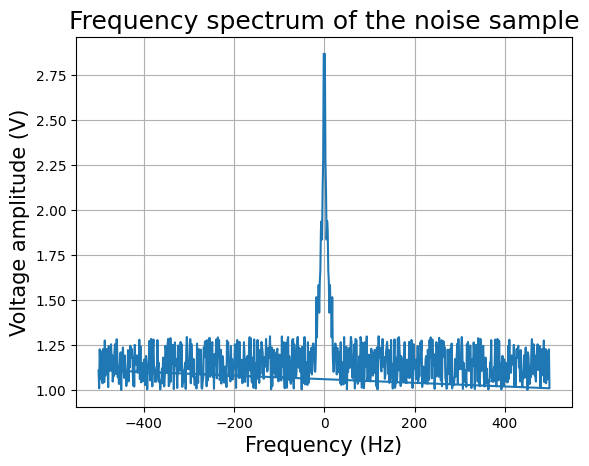 Frequency spectrum of the noise sample
Voltage amplitude (V)
2.75
2.50
2.25
2.00
1.75
1.50
1.25
1.00
−400 −200 0 200 400
Frequency (Hz)